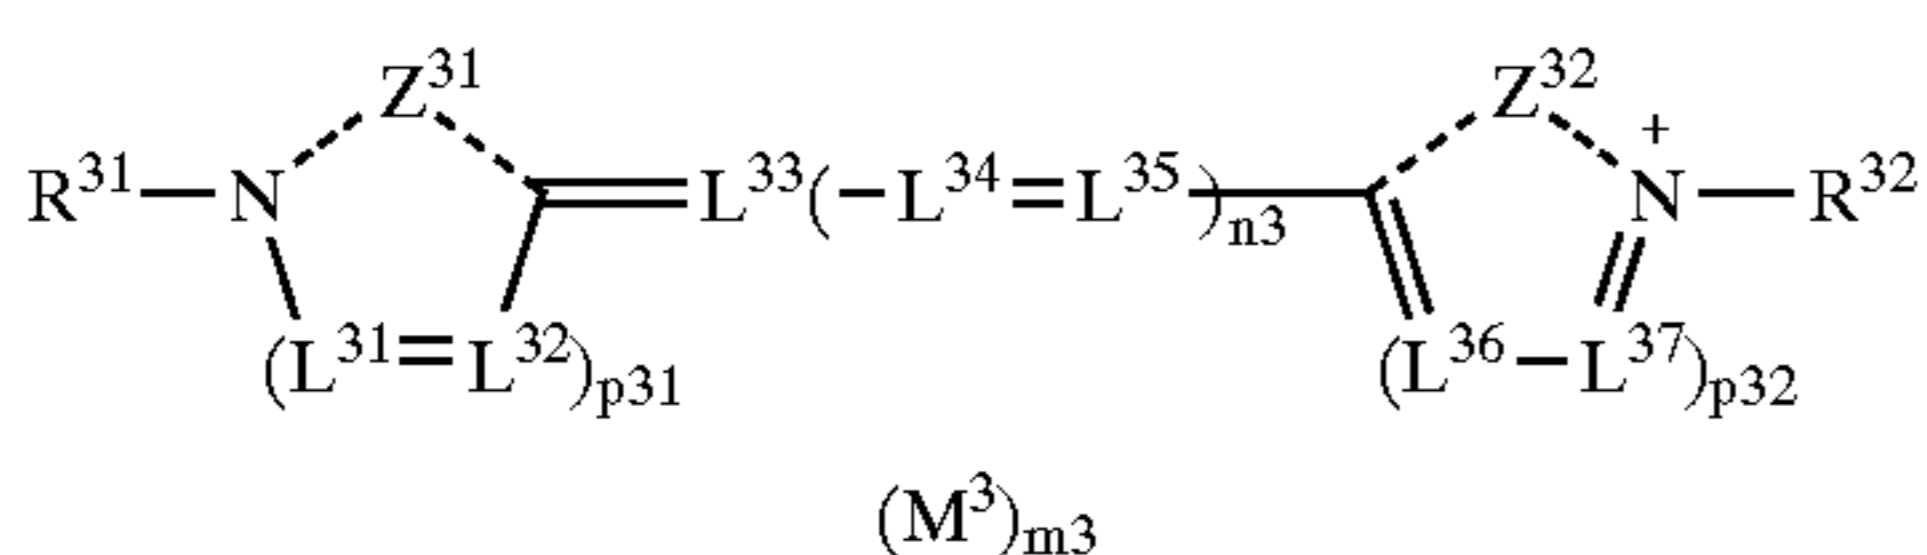 Z³¹ Z³²
R³¹—N =L³³(—L³⁴=L³⁵)n3 N⁺—R³²
(L³¹=L³²)p31 (L³⁶—L³⁷)p32
(M³)m3